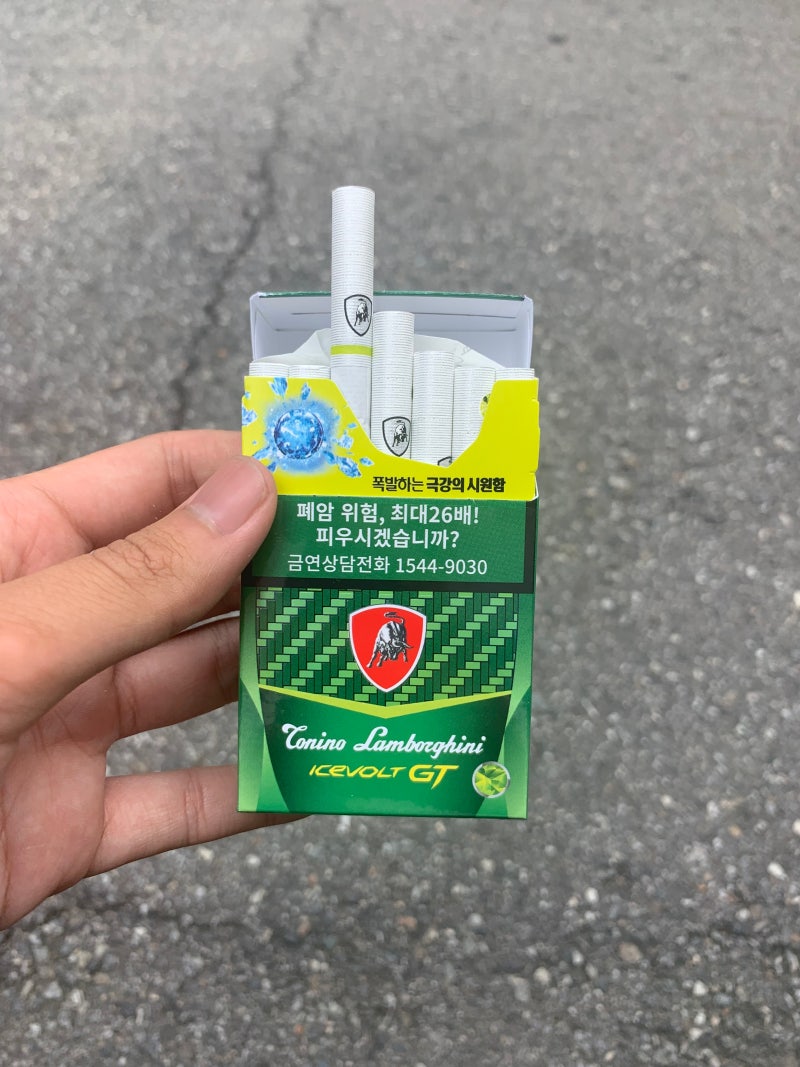 폭발하는 극강의 시원함
폐암 위험, 최대26배!
피우시겠습니까?
금연상담전화 1544-9030
Tonino Lamborghini
ICEVOLT GT